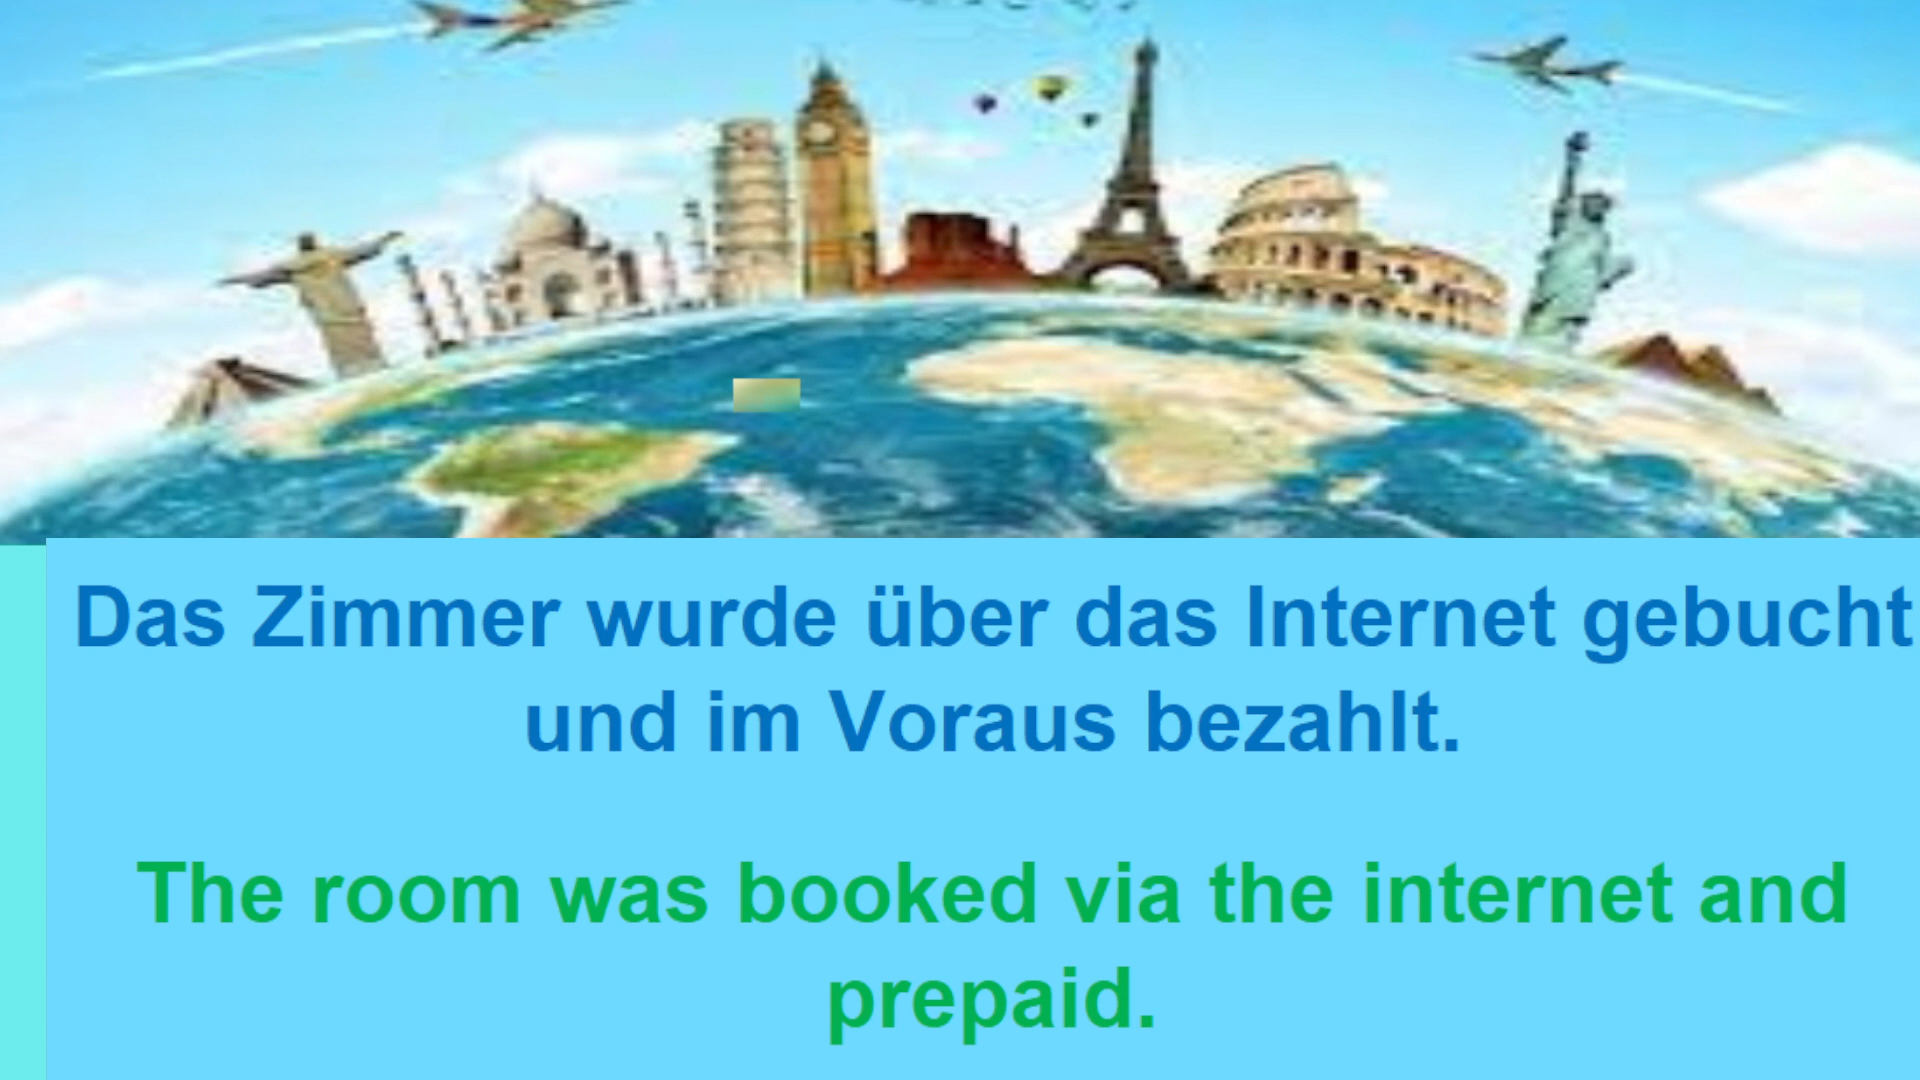 Das Zimmer wurde über das Internet gebucht
und im Voraus bezahlt.
The room was booked via the internet and
prepaid.